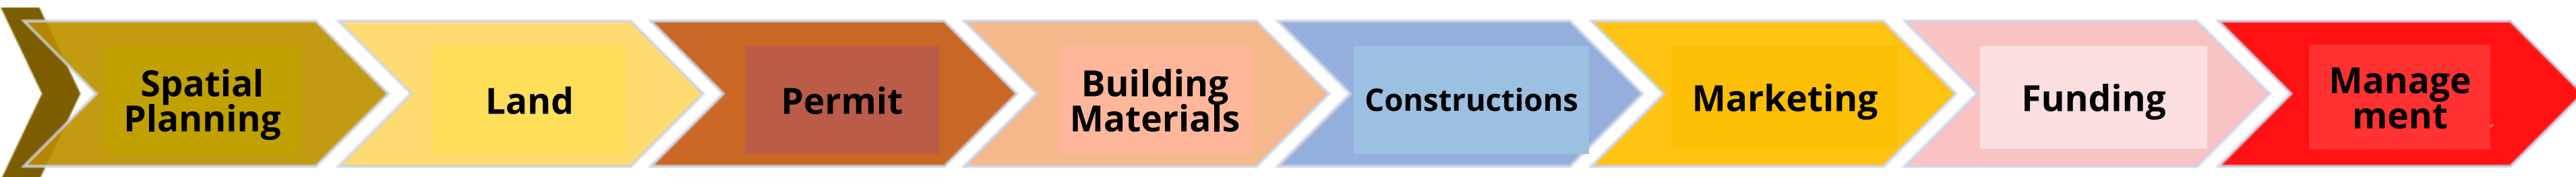 Spatial
Planning
Land
Permit
Building
Materials
Constructions
Marketing
Funding
Manage
ment